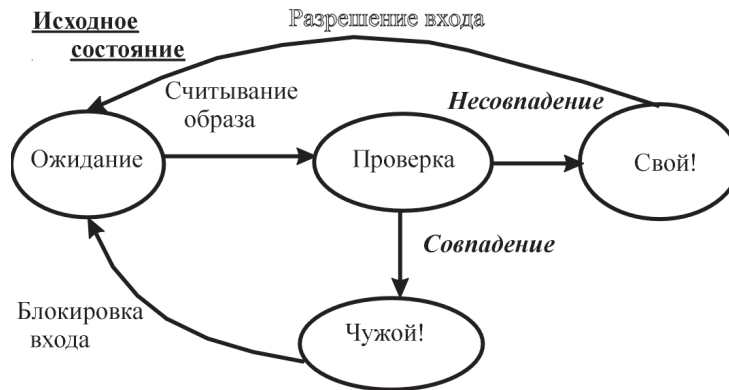 Исходное
состояние
Разрешение входа
Считывание
образа
Несовпадение
Ожидание
Проверка
Свой!
Совпадение
Блокировка
входа
Чужой!